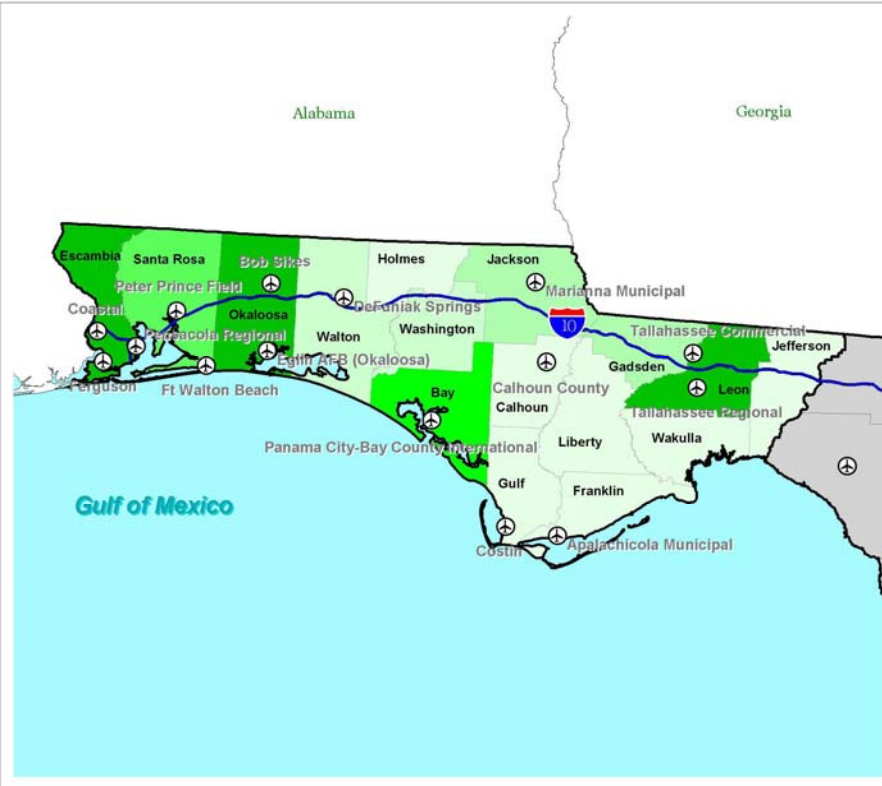 Alabama
Georgia
Escambia
Santa Rosa
Bob Sikes
Holmes
Jackson
Peter Prince Field
Marianna Municipal
Coastal
Okaloosa
DeFuniak Springs
10
Pensacola Regional
Walton
Washington
Tallahassee Commercial
Jefferson
Ferguson
Ft Walton Beach
Eglin AFB (Okaloosa)
Gadsden
Bay
Calhoun County
Leon
Calhoun
Tallahassee Regional
Panama City-Bay County International
Liberty
Wakulla
Gulf
Franklin
Gulf of Mexico
Costin
Apalachicola Municipal